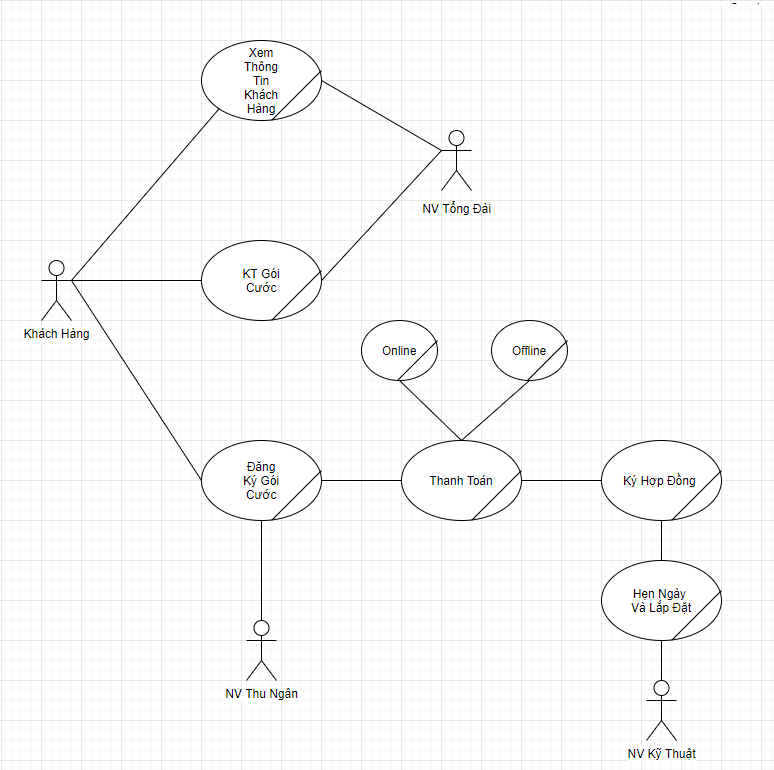 Xem
Thông
Tin
Khách
Hàng
NV Tổng Đài
KT Gói
Cước
Khách Hàng
Online
Offline
Đăng
Ký Gói
Cước
Thanh Toán
Ký Hợp Đồng
Hẹn Ngày
Và Lắp Đặt
NV Thu Ngân
NV Kỹ Thuật